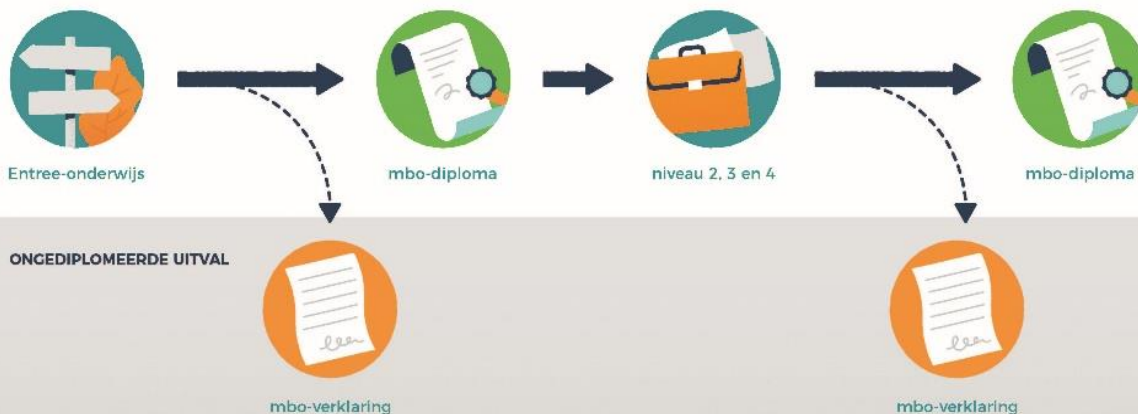 Entree-onderwijs
mbo-diploma
niveau 2, 3 en 4
mbo-diploma
ONGEDIPLOMEERDE UITVAL
mbo-verklaring
mbo-verklaring